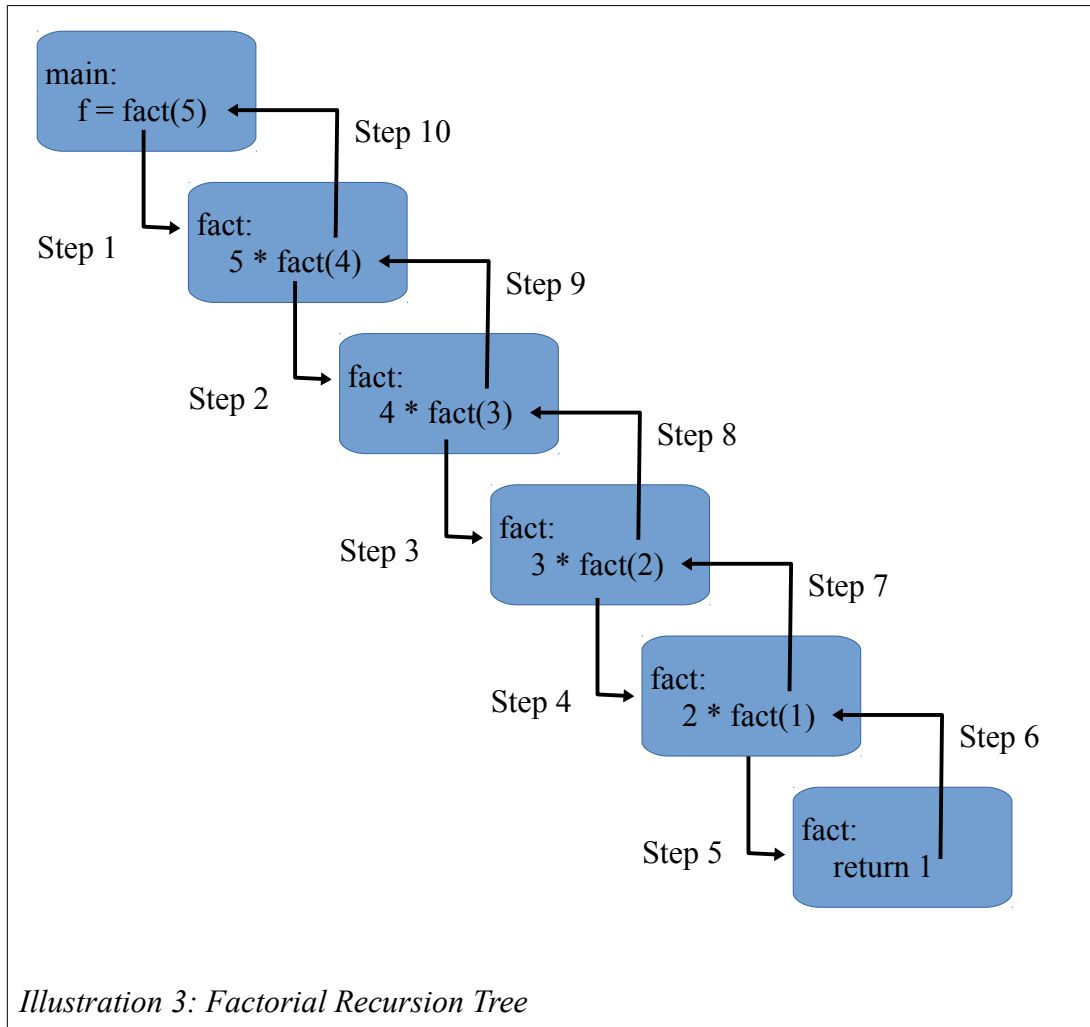 main:
f = fact(5)
Step 10
Step 1
fact:
5 * fact(4)
Step 9
Step 2
fact:
4 * fact(3)
Step 8
Step 3
fact:
3 * fact(2)
Step 7
Step 4
fact:
2 * fact(1)
Step 6
Step 5
fact:
return 1
Illustration 3: Factorial Recursion Tree